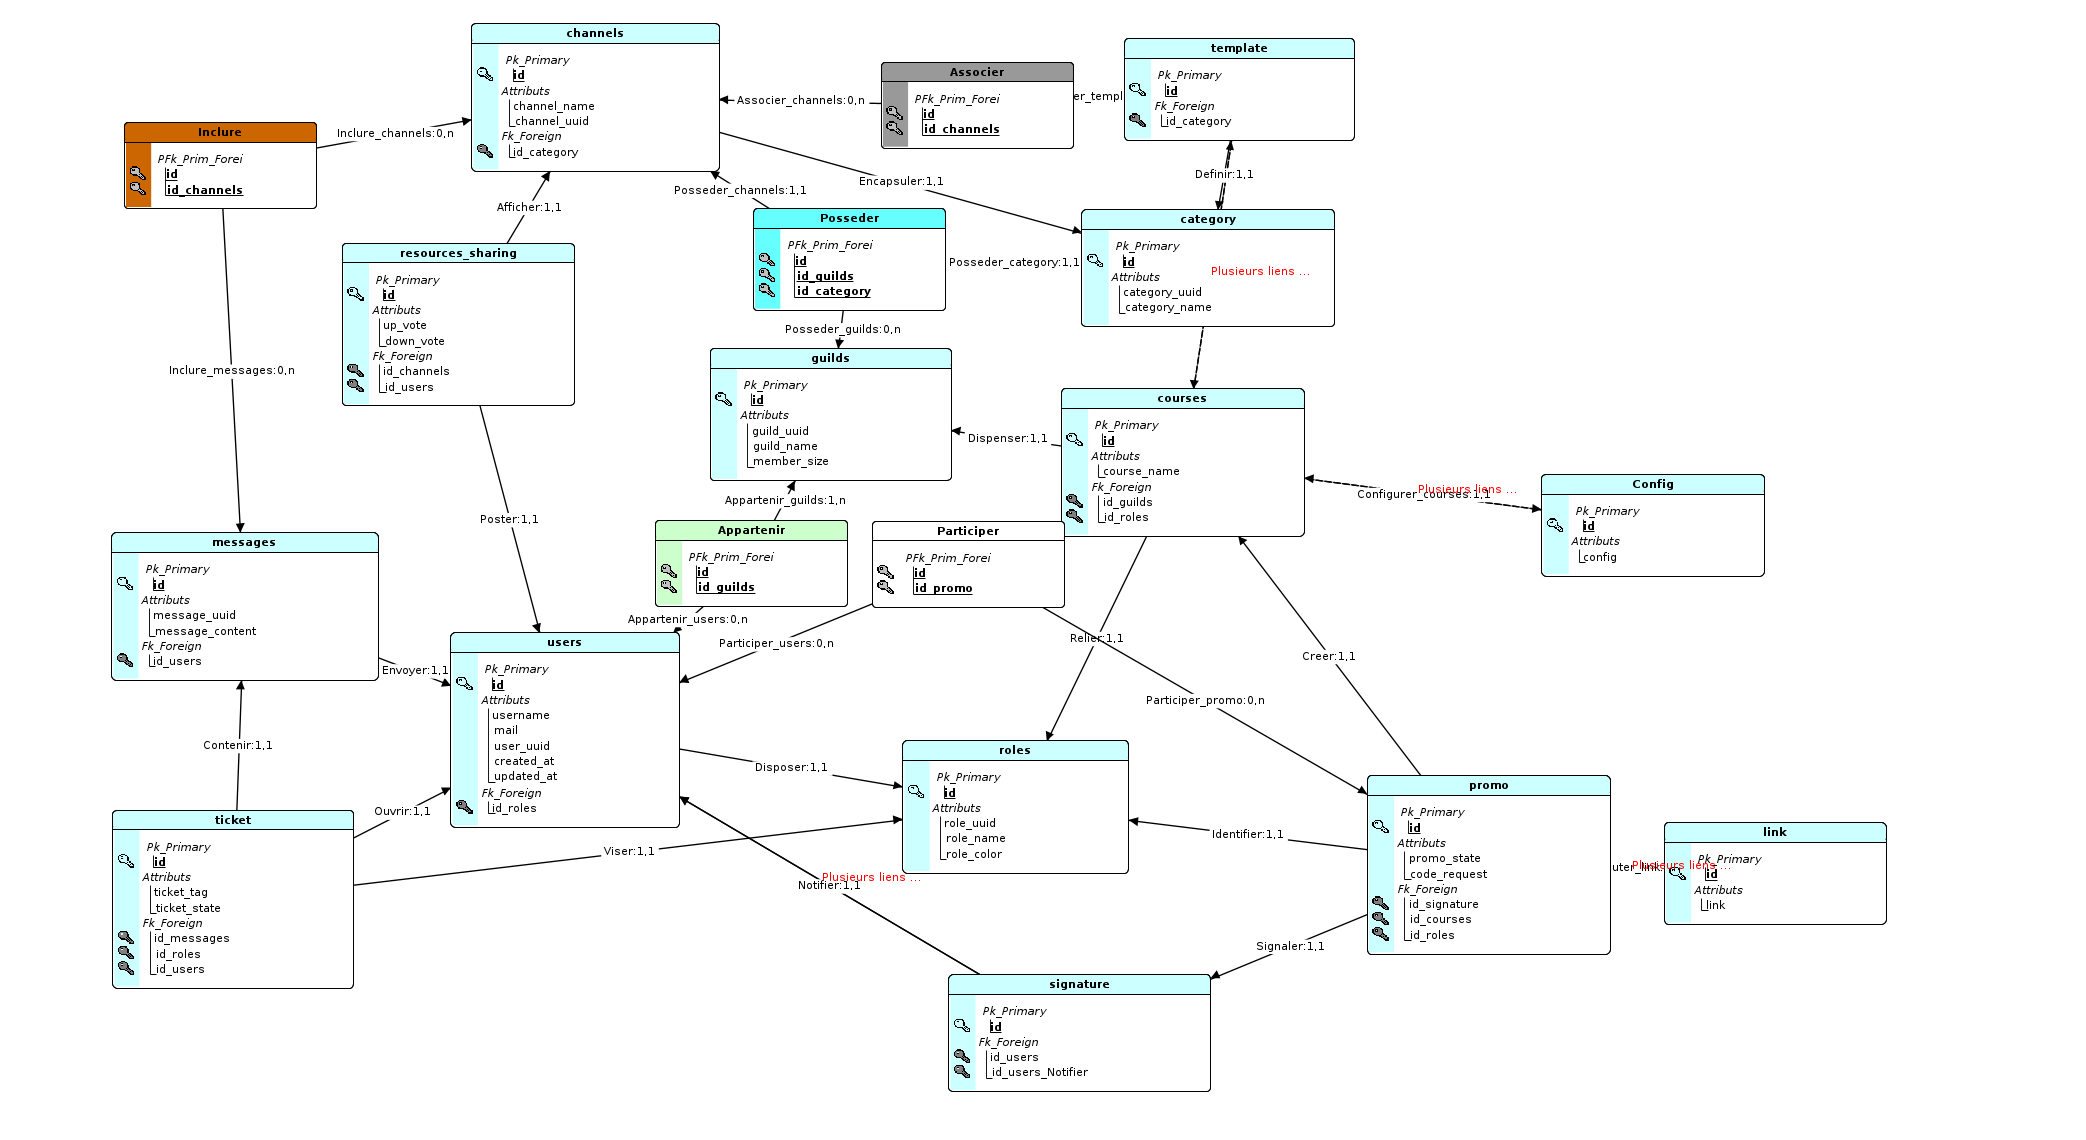 channels
Pk_Primary
id
Attributs
channel_name
channel_uuid
Fk_Foreign
id_category
Associer
PFk_Prim_Forei
id
id_channels
template
Pk_Primary
id
Fk_Foreign
id_category
Associer_channels:0,n
er_templ
Inclure
PFk_Prim_Forei
id
id_channels
Inclure_channels:0,n
Definir:1,1
Encapsuler:1,1
Posseder_channels:1,1
Afficher:1,1
Posseder
PFk_Prim_Forei
id
id_guilds
id_category
category
Pk_Primary
id
Attributs
category_uuid
category_name
Plusieurs liens ...
Posseder_category:1,1
resources_sharing
Pk_Primary
id
Attributs
up_vote
down_vote
Fk_Foreign
id_channels
id_users
Posseder_guilds:0,n
Inclure_messages:0,n
guilds
Pk_Primary
id
Attributs
guild_uuid
guild_name
member_size
courses
Pk_Primary
id
Attributs
course_name
Fk_Foreign
id_guilds
id_roles
Dispenser:1,1
Configurer_courses:1,1
Plusieurs liens ...
Config
Pk_Primary
id
Attributs
config
Appartenir_guilds:1,n
Poster:1,1
Appartenir
PFk_Prim_Forei
id
id_guilds
Participer
PFk_Prim_Forei
id
id_promo
messages
Pk_Primary
id
Attributs
message_uuid
message_content
Fk_Foreign
id_users
Appartenir_users:0,n
Participer_users:0,n
Relier:1,1
Creer:1,1
Envoyer:1,1
users
Pk_Primary
id
Attributs
username
mail
user_uuid
created_at
updated_at
Fk_Foreign
id_roles
Participer_promo:0,n
Contenir:1,1
Disposer:1,1
roles
Pk_Primary
id
Attributs
role_uuid
role_name
role_color
promo
Pk_Primary
id
Attributs
promo_state
code_request
Fk_Foreign
id_signature
id_courses
id_roles
Ouvrir:1,1
ticket
Pk_Primary
id
Attributs
ticket_tag
ticket_state
Fk_Foreign
id_messages
id_roles
id_users
Viser:1,1
Identifier:1,1
link
Pk_Primary
id
Attributs
link
Plusieurs liens ...
Plusieurs liens ...
Notifier:1,1
Signaler:1,1
signature
Pk_Primary
id
Fk_Foreign
id_users
id_users_Notifier